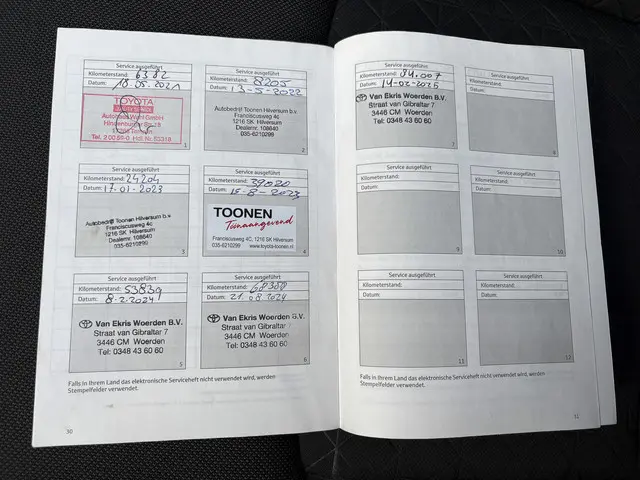 Service ausgeführt
Kilometerstand: 6382
Datum: 18.05.2021
TOYOTA
1
Service ausgeführt
Kilometerstand: 8205
Datum: 13-5-2022
Autobedrijf Toonen Hilversum b.v
Franciscusweg 4c
1216 SK Hilversum
Dealernr. 108640
035-6210299
2
Service ausgeführt
Kilometerstand: 24204
Datum: 17-01-2023
Autobedrijf Toonen Hilversum b.v
Franciscusweg 4c
1216 SK Hilversum
Dealernr. 108640
035-6210299
3
Service ausgeführt
Kilometerstand: 39020
Datum: 15-8-2023
TOONEN
Toonaangevend
Franciscusweg 4C, 1216 SK Hilversum
035-6210299 www.toyota-toonen.nl
4
Service ausgeführt
Kilometerstand: 53839
Datum: 8-2-2024
Van Ekris Woerden B.V.
Straat van Gibraltar 7
3446 CM Woerden
Tel: 0348 43 60 60
5
Service ausgeführt
Kilometerstand: 68380
Datum: 21.08.2024
Van Ekris Woerden B.V.
Straat van Gibraltar 7
3446 CM Woerden
Tel: 0348 43 60 60
6
Falls in Ihrem Land das elektronische Serviceheft nicht verwendet wird, werden
Stempelfelder verwendet.
30
Service ausgeführt
Kilometerstand: 84.007
Datum: 14-02-2025
Van Ekris Woerden B.V.
Straat van Gibraltar 7
3446 CM Woerden
Tel: 0348 43 60 60
7
Service ausgeführt
Kilometerstand:
Datum:
8
Service ausgeführt
Kilometerstand:
Datum:
9
Service ausgeführt
Kilometerstand:
Datum:
10
Service ausgeführt
Kilometerstand:
Datum:
11
Service ausgeführt
Kilometerstand:
Datum:
12
Falls in Ihrem Land das elektronische Serviceheft nicht verwendet wird, werden
Stempelfelder verwendet.
31